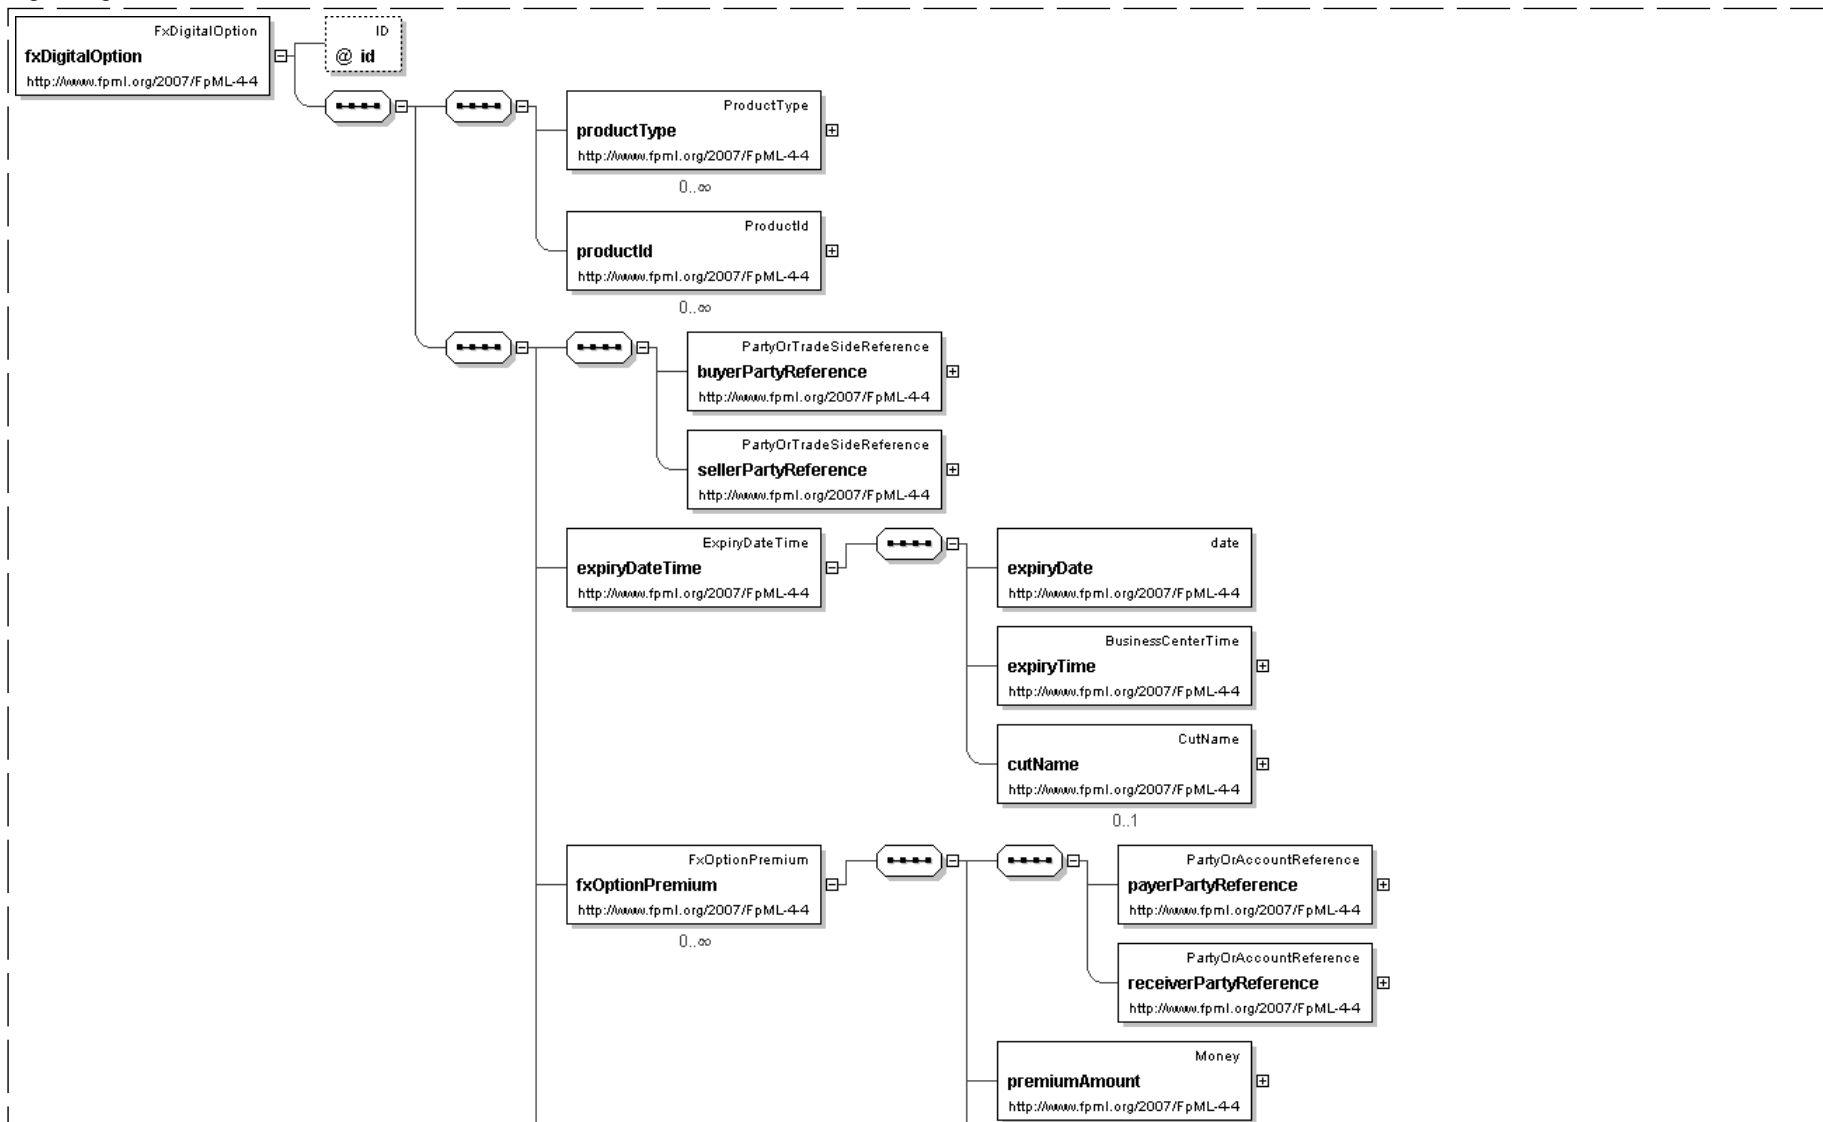 FxDigitalOption
fxDigitalOption
http://www.fpml.org/2007/FpML-4-4
ID
@ id
ProductType
productType
http://www.fpml.org/2007/FpML-4-4
0..∞
ProductId
productId
http://www.fpml.org/2007/FpML-4-4
0..∞
PartyOrTradeSideReference
buyerPartyReference
http://www.fpml.org/2007/FpML-4-4
PartyOrTradeSideReference
sellerPartyReference
http://www.fpml.org/2007/FpML-4-4
ExpiryDateTime
expiryDateTime
http://www.fpml.org/2007/FpML-4-4
date
expiryDate
http://www.fpml.org/2007/FpML-4-4
BusinessCenterTime
expiryTime
http://www.fpml.org/2007/FpML-4-4
CutName
cutName
http://www.fpml.org/2007/FpML-4-4
0..1
FxOptionPremium
fxOptionPremium
http://www.fpml.org/2007/FpML-4-4
0..∞
PartyOrAccountReference
payerPartyReference
http://www.fpml.org/2007/FpML-4-4
PartyOrAccountReference
receiverPartyReference
http://www.fpml.org/2007/FpML-4-4
Money
premiumAmount
http://www.fpml.org/2007/FpML-4-4